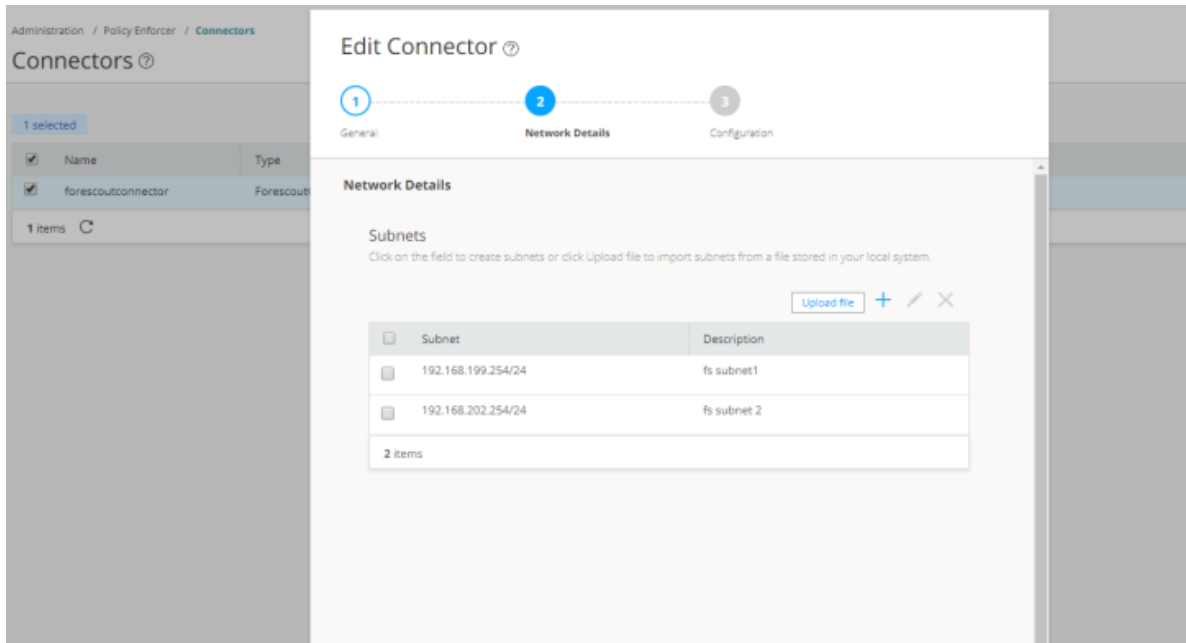 Administration / Policy Enforcer / Connectors
Connectors ?
1 selected
Name Type
forescoutconnector
1 items
Edit Connector ?
1 2 3
General Network Details Configuration
Network Details
Subnets
Click on the field to create subnets or click Upload file to import subnets from a file stored in your local system.
Upload file
Subnet Description
192.168.199.254/24 fs subnet1
192.168.202.254/24 fs subnet 2
2 items